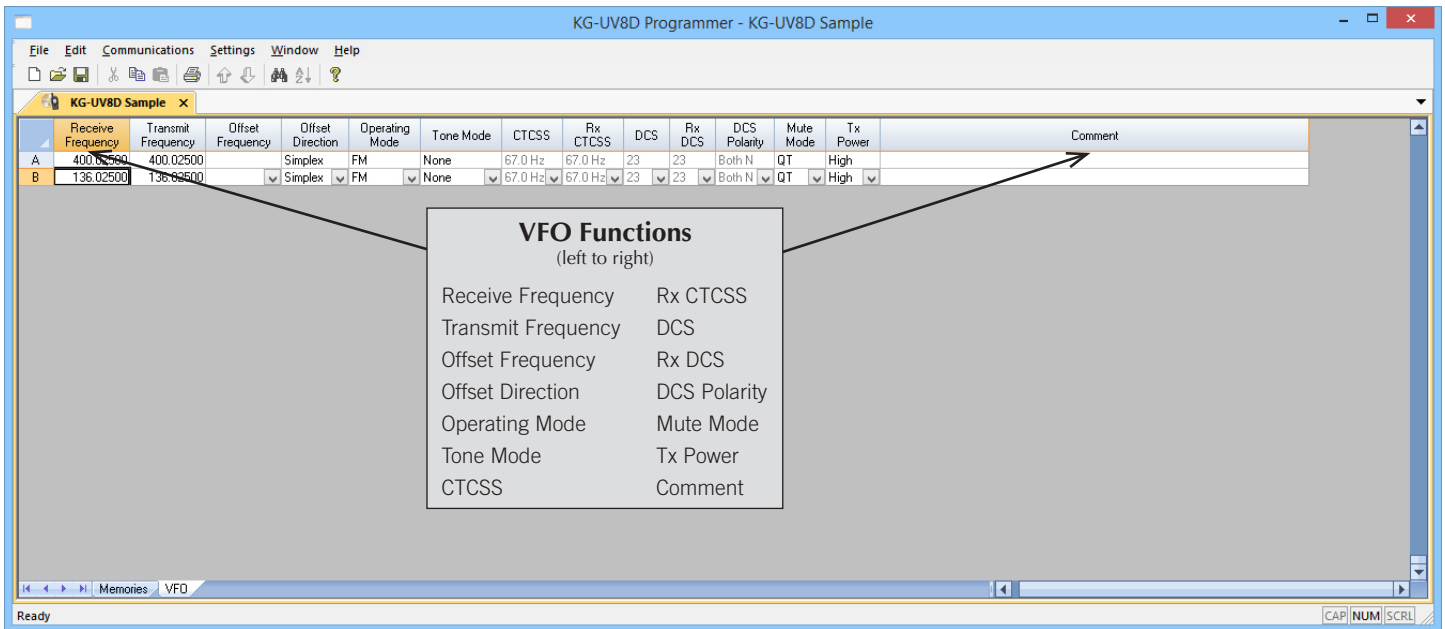 KG-UV8D Programmer - KG-UV8D Sample
File Edit Communications Settings Window Help
KG-UV8D Sample
Receive Frequency Transmit Frequency Offset Frequency Offset Direction Operating Mode Tone Mode CTCSS Rx CTCSS DCS Rx DCS DCS Polarity Mute Mode Tx Power Comment
A 400.02500 400.02500 Simplex FM None 67.0 Hz 67.0 Hz 23 23 Both N QT High
B 136.02500 136.02500 Simplex FM None 67.0 Hz 67.0 Hz 23 23 Both N QT High
VFO Functions
(left to right)
Receive Frequency Rx CTCSS
Transmit Frequency DCS
Offset Frequency Rx DCS
Offset Direction DCS Polarity
Operating Mode Mute Mode
Tone Mode Tx Power
CTCSS Comment
Memories VFO
Ready CAP NUM SCRL